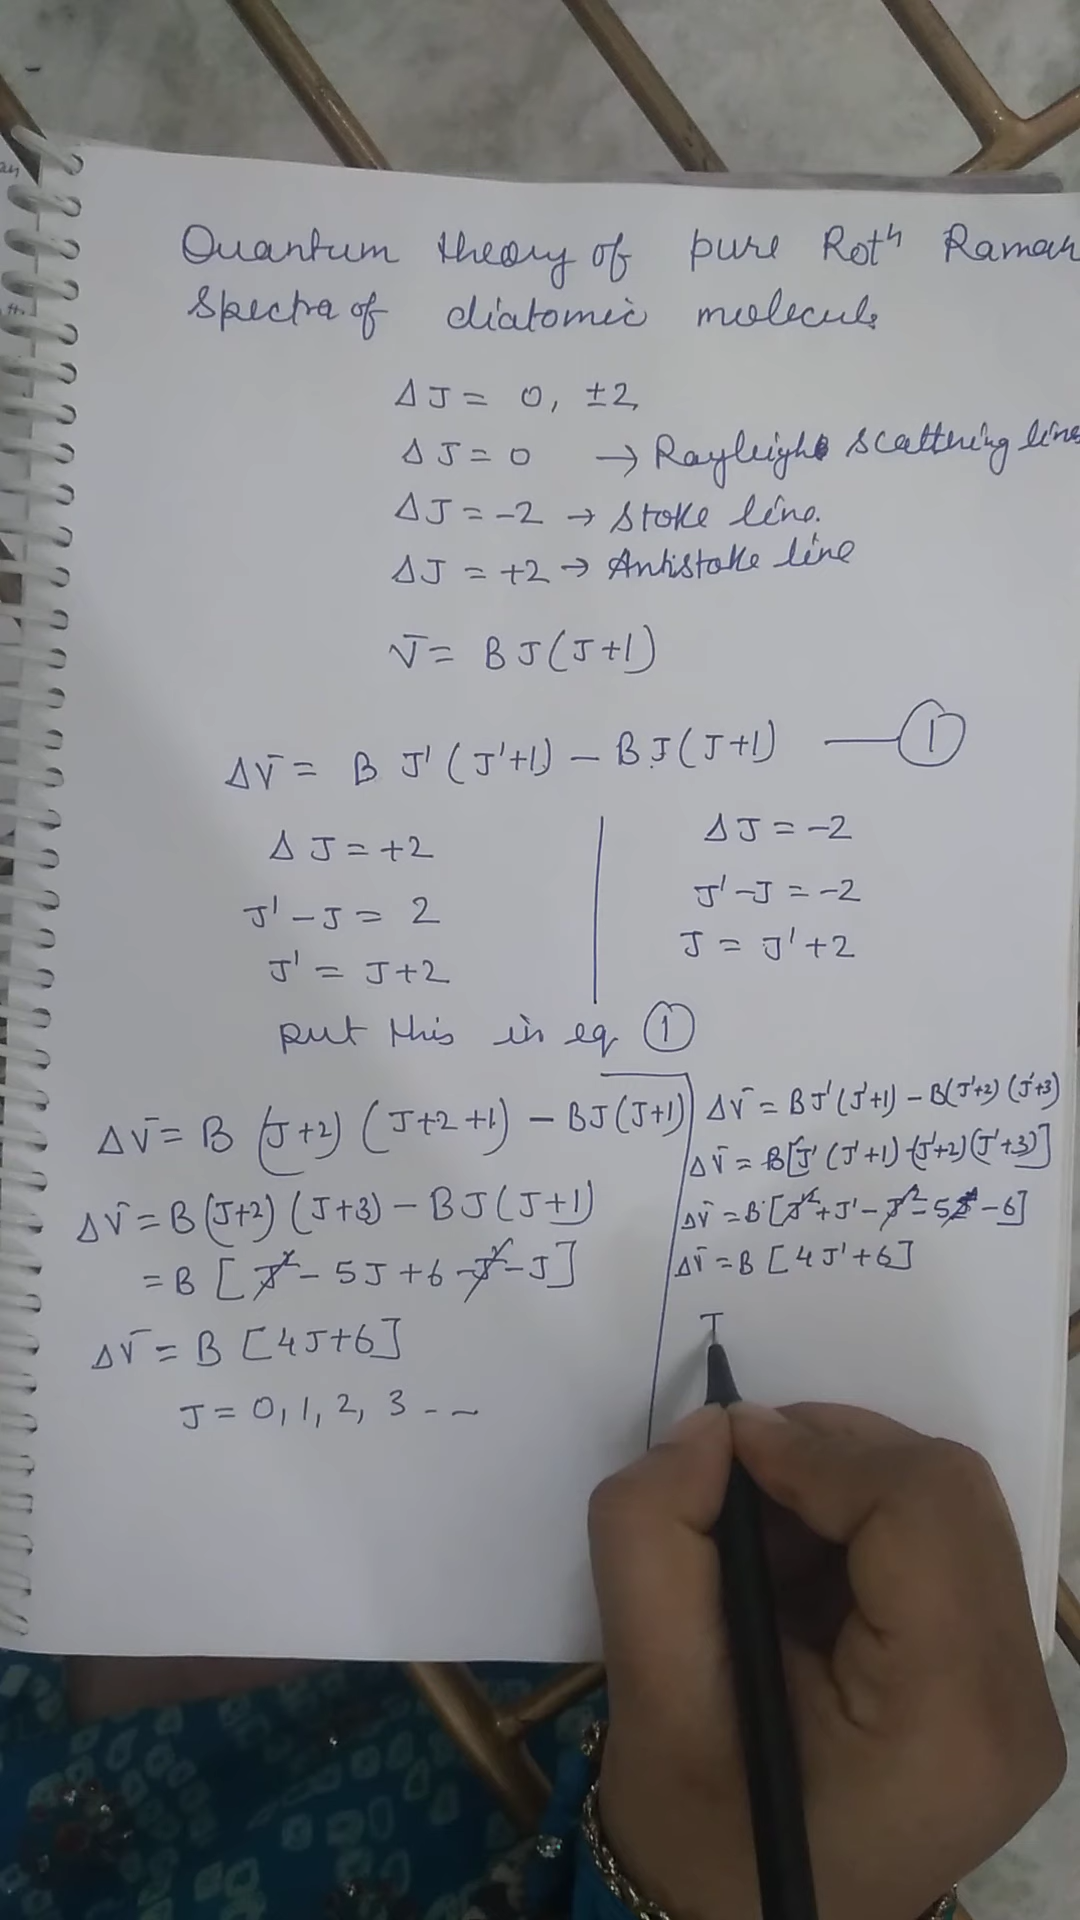 Quantum theory of pure Rotⁿ Raman
Spectra of diatomic molecule
ΔJ = 0, ±2,
ΔJ = 0 → Rayleigh scattering line
ΔJ = -2 → Stoke line.
ΔJ = +2 → Antistoke line
ν̄ = BJ(J+1)
Δν̄ = B J'(J'+1) - BJ(J+1) — ①
ΔJ = +2
J' - J = 2
J' = J+2
ΔJ = -2
J' - J = -2
J = J'+2
put this in eq ①
Δν̄ = B (J+2) (J+2+1) - BJ(J+1)
Δν̄ = B(J+2) (J+3) - BJ(J+1)
= B [J² - 5J + 6 - J² - J]
Δν̄ = B [4J+6]
J = 0, 1, 2, 3 - ~
Δν̄ = BJ'(J'+1) - B(J'+2) (J'+3)
Δν̄ = B[J'(J'+1) - (J'+2)(J'+3)]
Δν̄ = B[J'² + J' - J'² - 5J' - 6]
Δν̄ = B [4J'+6]
J